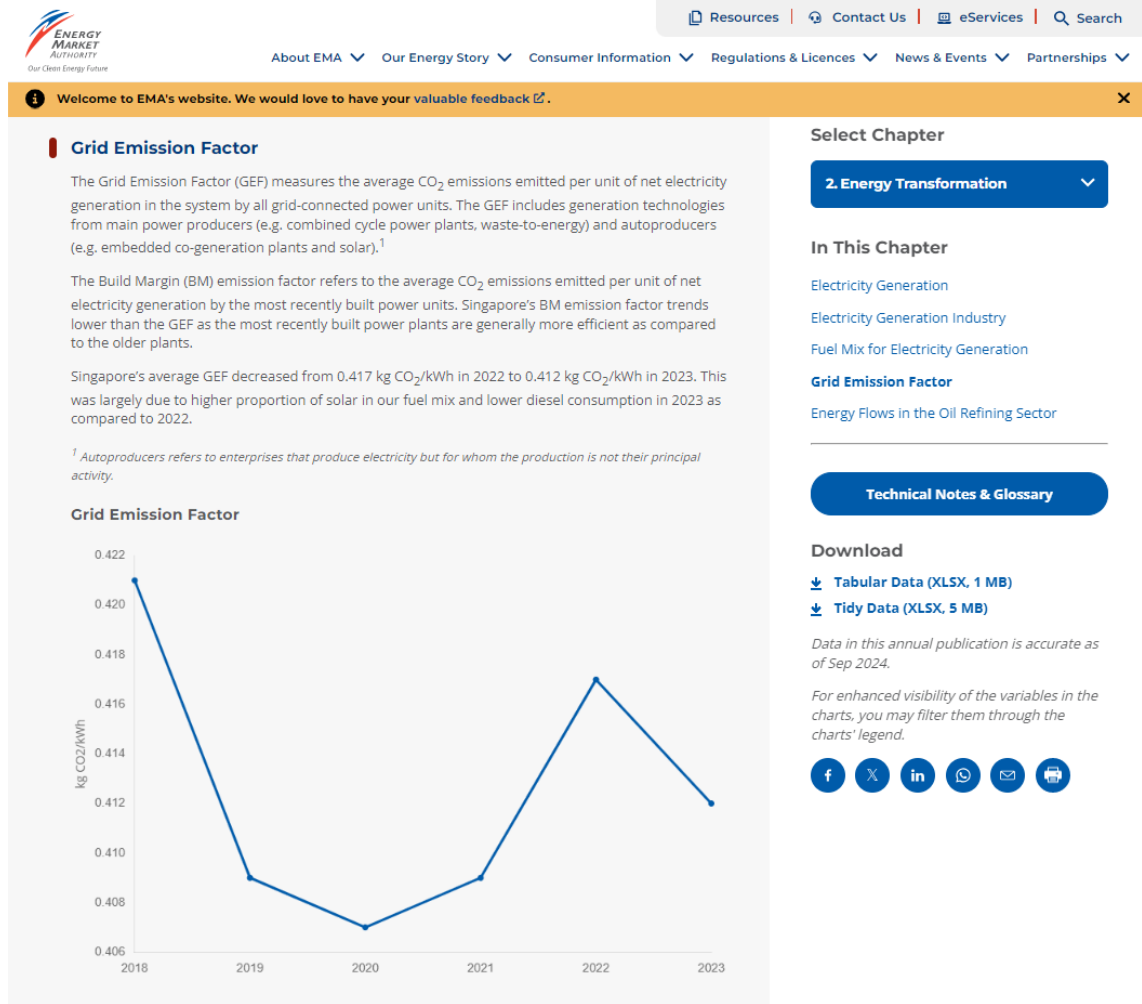 ENERGY
MARKET
AUTHORITY
Our Clean Energy Future
Resources
Contact Us
eServices
Search
About EMA
Our Energy Story
Consumer Information
Regulations & Licences
News & Events
Partnerships
Welcome to EMA's website. We would love to have your valuable feedback .
Grid Emission Factor
The Grid Emission Factor (GEF) measures the average CO2 emissions emitted per unit of net electricity
generation in the system by all grid-connected power units. The GEF includes generation technologies
from main power producers (e.g. combined cycle power plants, waste-to-energy) and autoproducers
(e.g. embedded co-generation plants and solar).1
The Build Margin (BM) emission factor refers to the average CO2 emissions emitted per unit of net
electricity generation by the most recently built power units. Singapore's BM emission factor trends
lower than the GEF as the most recently built power plants are generally more efficient as compared
to the older plants.
Singapore's average GEF decreased from 0.417 kg CO2/kWh in 2022 to 0.412 kg CO2/kWh in 2023. This
was largely due to higher proportion of solar in our fuel mix and lower diesel consumption in 2023 as
compared to 2022.
1 Autoproducers refers to enterprises that produce electricity but for whom the production is not their principal
activity.
Grid Emission Factor
0.422
0.420
0.418
0.416
0.414
0.412
0.410
0.408
0.406
kg CO2/kWh
2018
2019
2020
2021
2022
2023
Select Chapter
2. Energy Transformation
In This Chapter
Electricity Generation
Electricity Generation Industry
Fuel Mix for Electricity Generation
Grid Emission Factor
Energy Flows in the Oil Refining Sector
Technical Notes & Glossary
Download
Tabular Data (XLSX, 1 MB)
Tidy Data (XLSX, 5 MB)
Data in this annual publication is accurate as
of Sep 2024.
For enhanced visibility of the variables in the
charts, you may filter them through the
charts' legend.